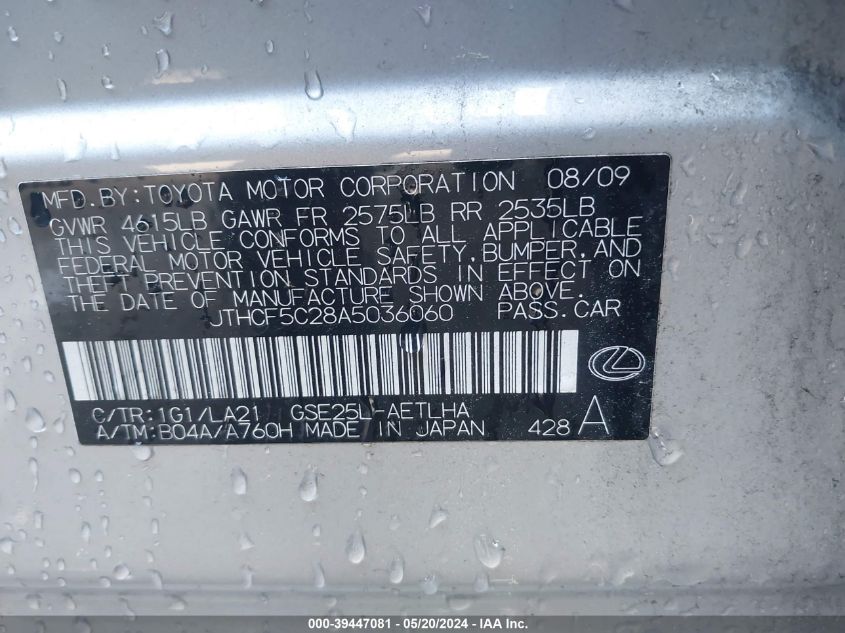 MFD.BY:TOYOTA MOTOR CORPORATION 08/09
GVWR 4615LB GAWR FR 2575LB RR 2535LB
THIS VEHICLE CONFORMS TO ALL APPLICABLE
FEDERAL MOTOR VEHICLE SAFETY,BUMPER,AND
THEFT PREVENTION STANDARDS IN EFFECT ON
THE DATE OF MANUFACTURE SHOWN ABOVE.
JTHCF5C28A5036060 PASS.CAR
C/TR:1G1/LA21 GSE25L-AETLHA
A/TM:B04A/A760H MADE IN JAPAN 428 A
000-39447081 - 05/20/2024 - IAAI, Inc.